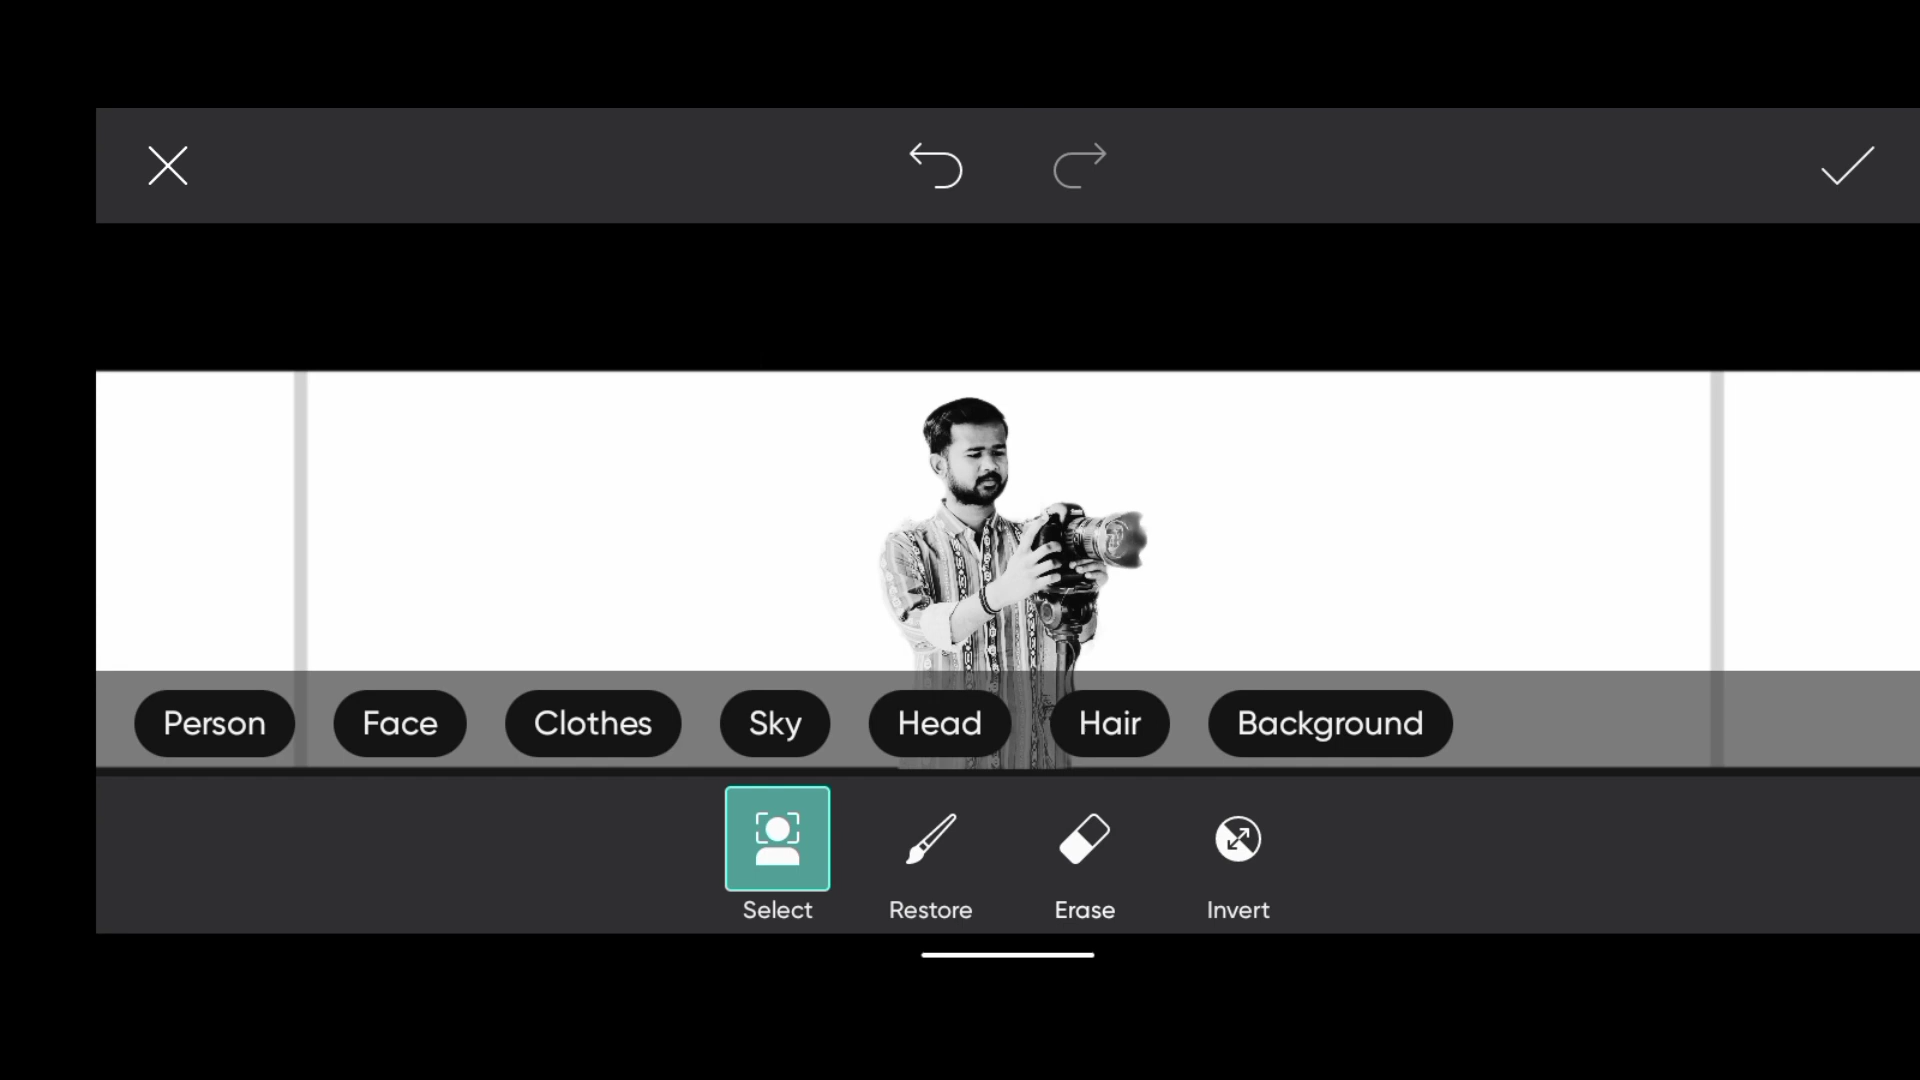 Person Face Clothes Sky Head Hair Background
Select Restore Erase Invert